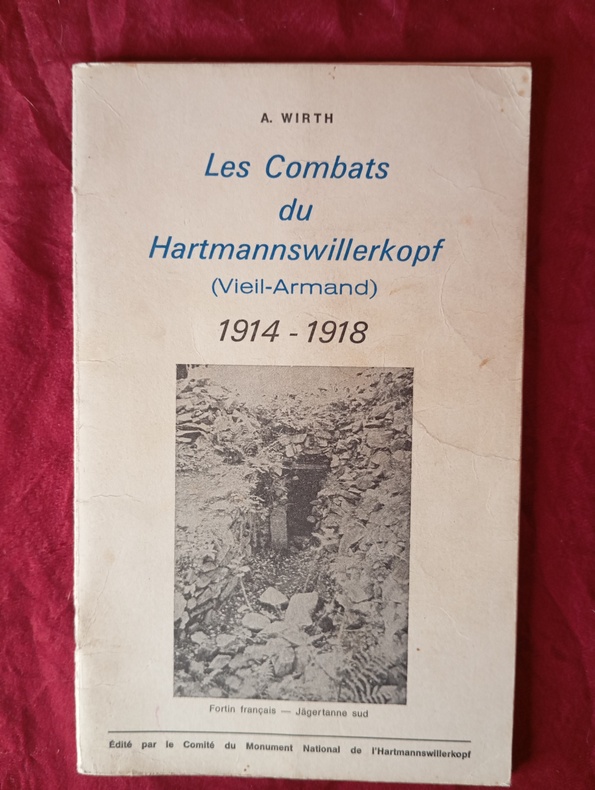 A. WIRTH
Les Combats
du
Hartmannswillerkopf
(Vieil-Armand)
1914 - 1918
Fortin français — Jägertanne sud
Édité par le Comité du Monument National de l'Hartmannswillerkopf